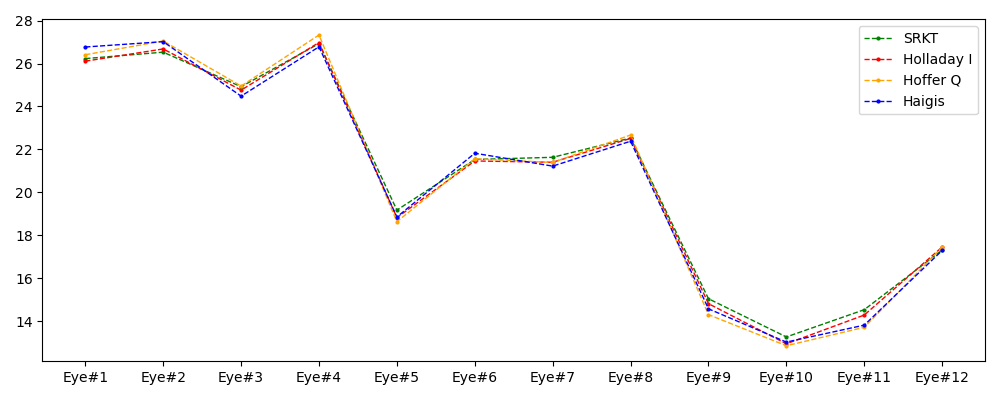 28
26
24
22
20
18
16
14
SRKT
Holladay I
Hoffer Q
Haigis
Eye#1 Eye#2 Eye#3 Eye#4 Eye#5 Eye#6 Eye#7 Eye#8 Eye#9 Eye#10 Eye#11 Eye#12